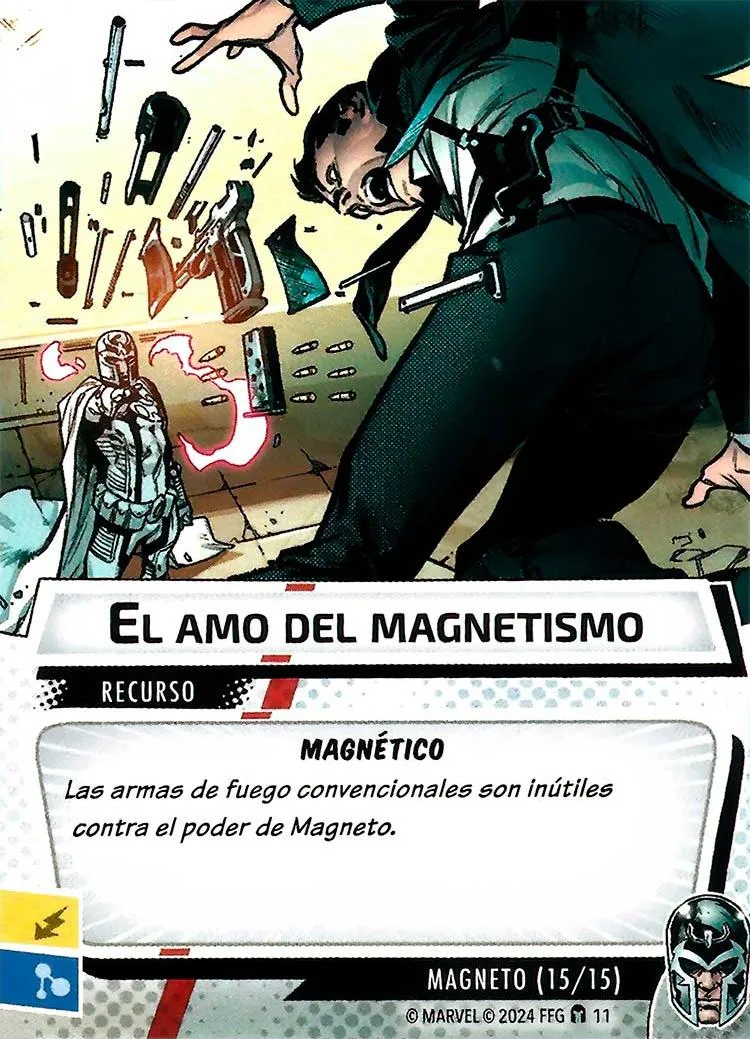 EL AMO DEL MAGNETISMO
RECURSO
MAGNÉTICO
Las armas de fuego convencionales son inútiles
contra el poder de Magneto.
MAGNETO (15/15)
© MARVEL © 2024 FFG 11